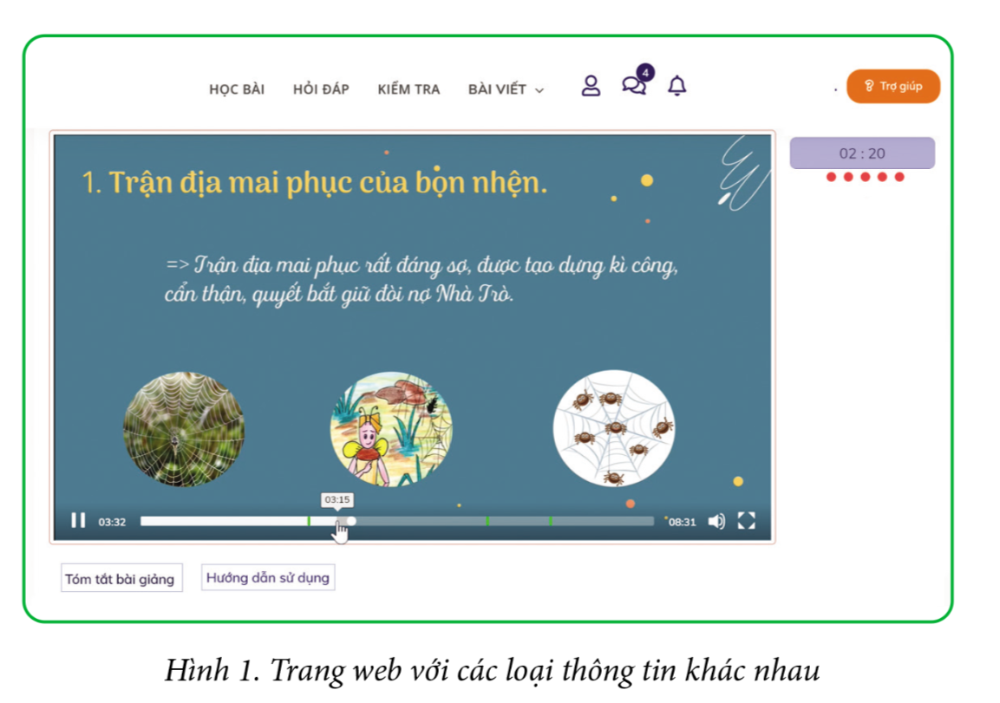 HỌC BÀI HỎI ĐÁP KIỂM TRA BÀI VIẾT 4 Trợ giúp
02 : 20
1. Trận địa mai phục của bọn nhện.
=> Trận địa mai phục rất đáng sợ, được tạo dựng kì công,
cẩn thận, quyết bắt giữ đòi nợ Nhà Trò.
03:15
03:32 08:31
Tóm tắt bài giảng Hướng dẫn sử dụng
Hình 1. Trang web với các loại thông tin khác nhau